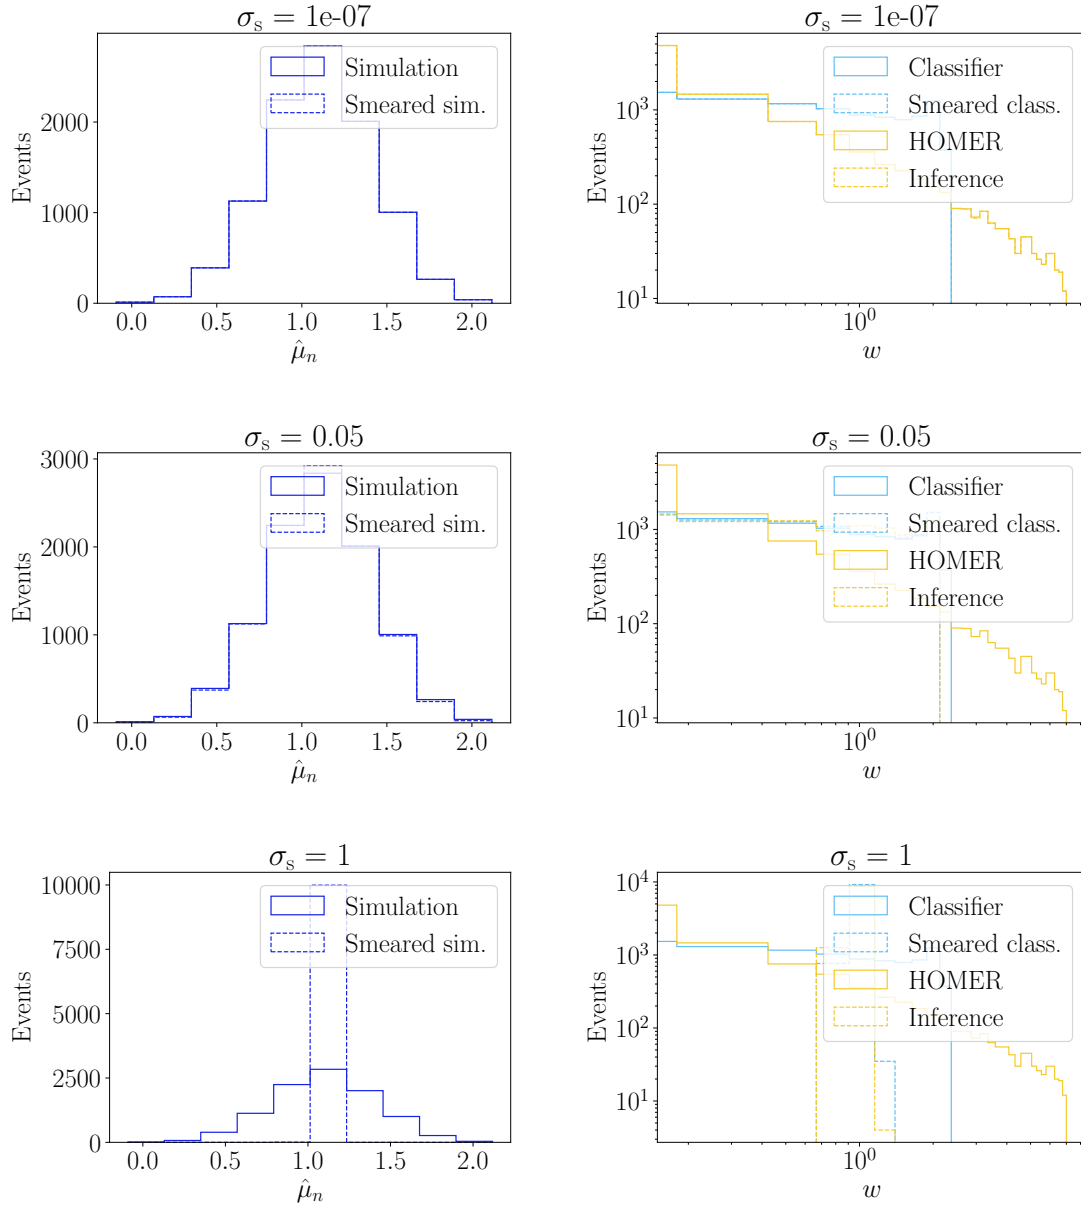 σs = 1e-07
Events
2000
1000
0
0.0 0.5 1.0 1.5 2.0
μ̂n
Simulation
Smeared sim.
σs = 1e-07
Events
10^3
10^2
10^1
10^0
w
Classifier
Smeared class.
HOMER
Inference
σs = 0.05
Events
3000
2000
1000
0
0.0 0.5 1.0 1.5 2.0
μ̂n
Simulation
Smeared sim.
σs = 0.05
Events
10^3
10^2
10^1
10^0
w
Classifier
Smeared class.
HOMER
Inference
σs = 1
Events
10000
7500
5000
2500
0
0.0 0.5 1.0 1.5 2.0
μ̂n
Simulation
Smeared sim.
σs = 1
Events
10^4
10^3
10^2
10^1
10^0
w
Classifier
Smeared class.
HOMER
Inference